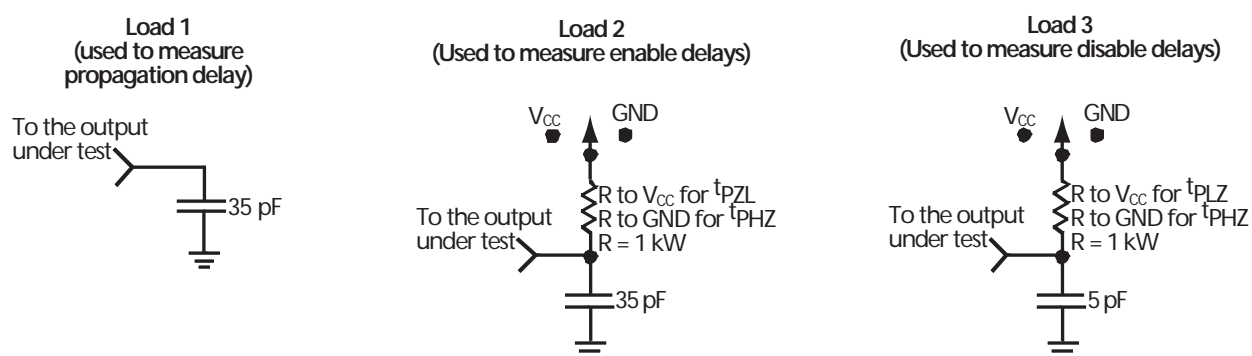 Load 1
(used to measure
propagation delay)
To the output
under test
35 pF
Load 2
(Used to measure enable delays)
VCC
GND
R to VCC for tPZL
R to GND for tPHZ
R = 1 kW
To the output
under test
35 pF
Load 3
(Used to measure disable delays)
VCC
GND
R to VCC for tPLZ
R to GND for tPHZ
R = 1 kW
To the output
under test
5 pF